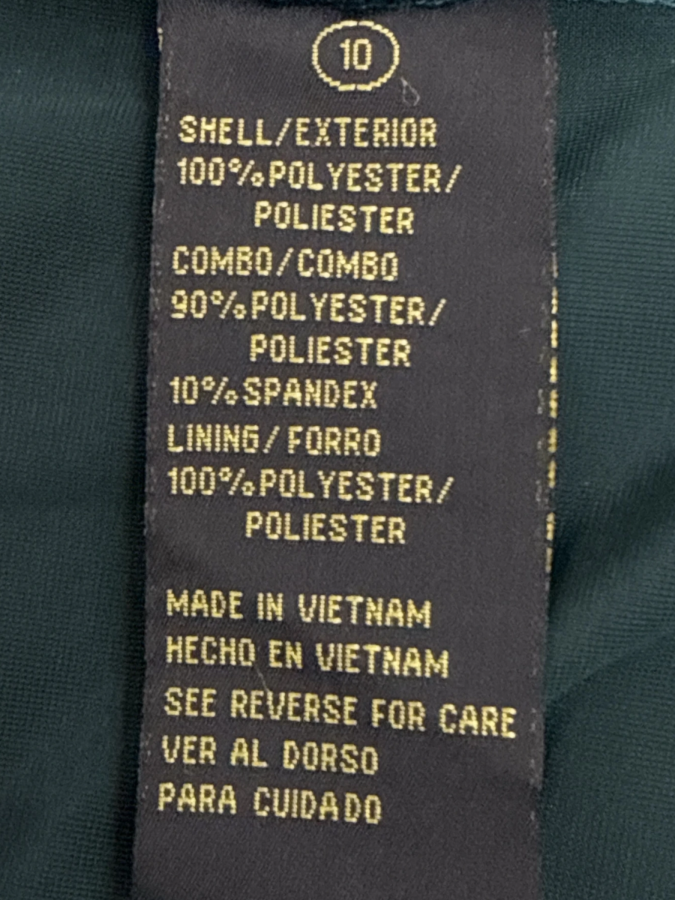 10
SHELL/EXTERIOR
100%POLYESTER/
POLIESTER
COMBO/COMBO
90%POLYESTER/
POLIESTER
10%SPANDEX
LINING/FORRO
100%POLYESTER/
POLIESTER
MADE IN VIETNAM
HECHO EN VIETNAM
SEE REVERSE FOR CARE
VER AL DORSO
PARA CUIDADO